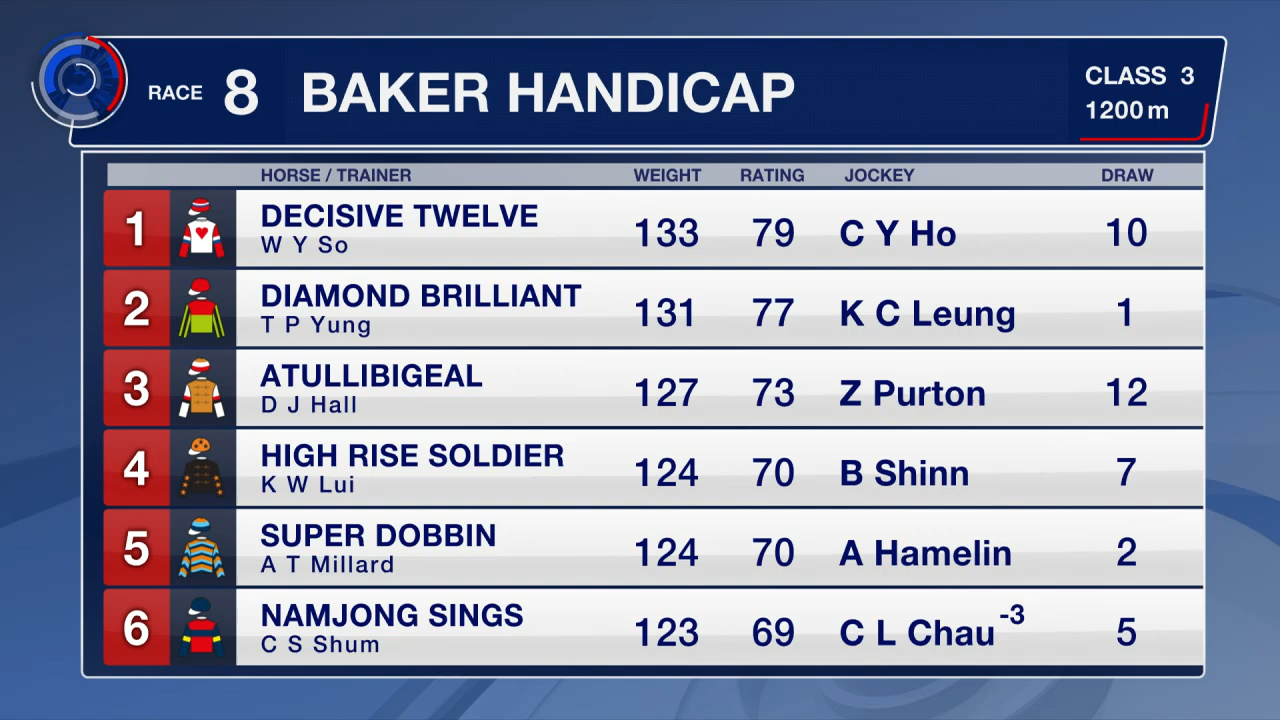 RACE 8 BAKER HANDICAP CLASS 3
1200 m
HORSE / TRAINER WEIGHT RATING JOCKEY DRAW
1 DECISIVE TWELVE 133 79 C Y Ho 10
W Y So
2 DIAMOND BRILLIANT 131 77 K C Leung 1
T P Yung
3 ATULLIBIGEAL 127 73 Z Purton 12
D J Hall
4 HIGH RISE SOLDIER 124 70 B Shinn 7
K W Lui
5 SUPER DOBBIN 124 70 A Hamelin 2
A T Millard
6 NAMJONG SINGS 123 69 C L Chau -3 5
C S Shum